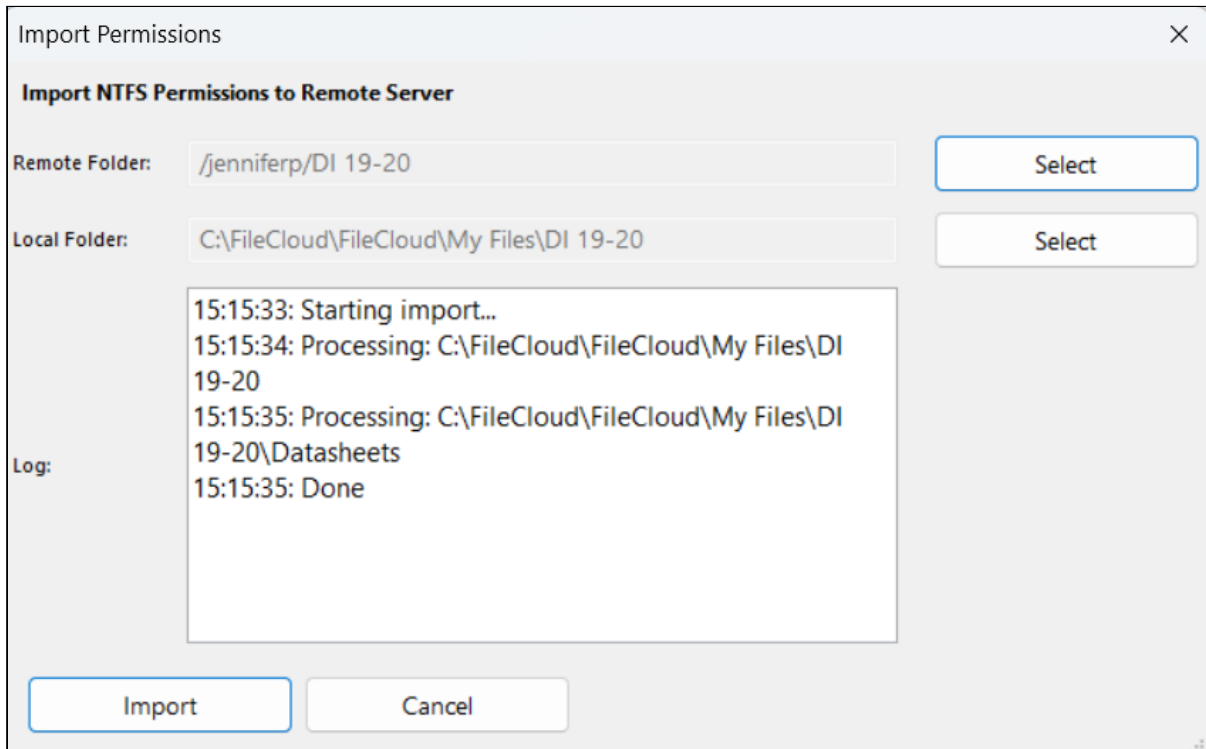 Import Permissions
Import NTFS Permissions to Remote Server
Remote Folder: /jenniferp/DI 19-20 Select
Local Folder: C:\FileCloud\FileCloud\My Files\DI 19-20 Select
Log:
15:15:33: Starting import...
15:15:34: Processing: C:\FileCloud\FileCloud\My Files\DI
19-20
15:15:35: Processing: C:\FileCloud\FileCloud\My Files\DI
19-20\Datasheets
15:15:35: Done
Import Cancel